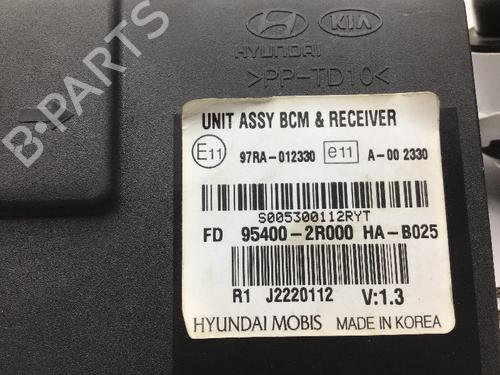 HYUNDAI KIA
>PP-TD10<
B-PARTS
UNIT ASSY BCM & RECEIVER
E11 97RA-012330 e11 A-00 2330
S005300112RYT
FD 95400-2R000 HA-B025
R1 J2220112 V:1.3
HYUNDAI MOBIS MADE IN KOREA